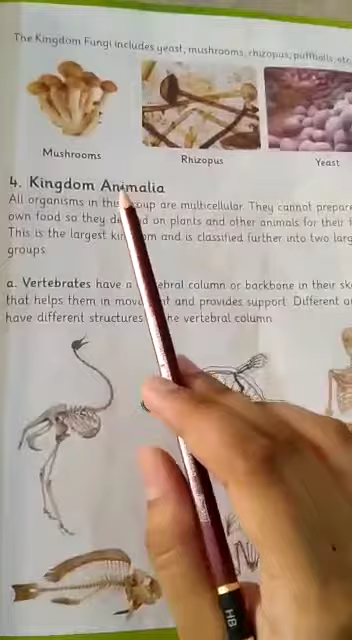 The Kingdom Fungi includes yeast, mushrooms, rhizopus, puffballs, etc.
Mushrooms
Rhizopus
Yeast
4. Kingdom Animalia
All organisms in this group are multicellular. They cannot prepare
own food so they depend on plants and other animals for their
This is the largest kingdom and is classified further into two
groups.
a. Vertebrates have a vertebral column or backbone in their
that helps them in movement and provides support. Different
have different structures the vertebral column.
HB